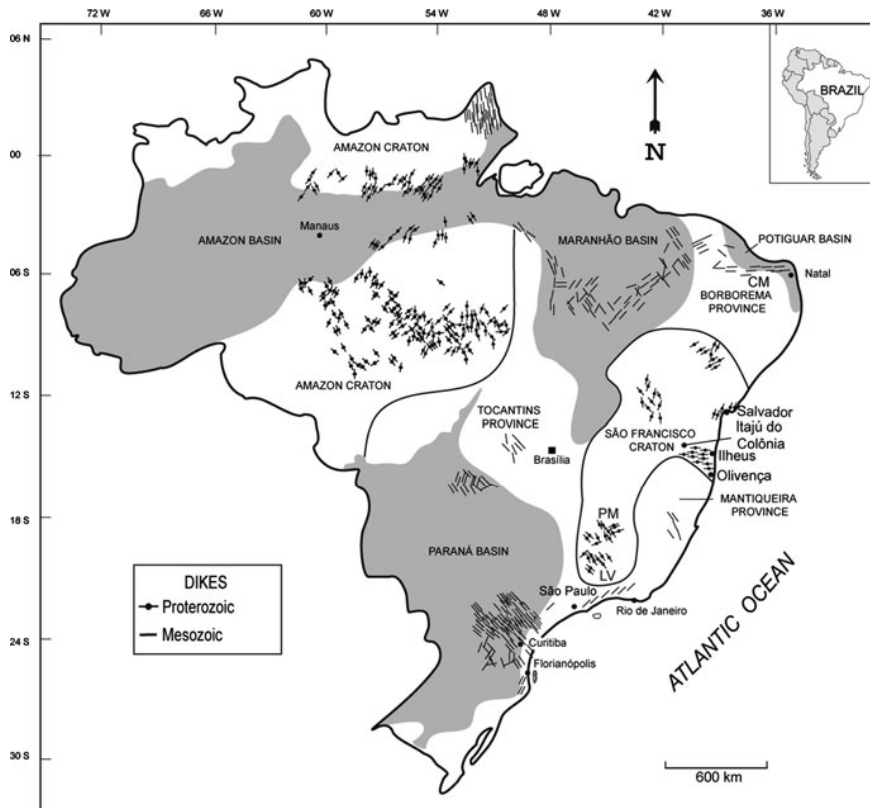 72 W 66 W 60 W 54 W 48 W 42 W 36 W
06 N
BRAZIL
N
AMAZON CRATON
00
Manaus
AMAZON BASIN
MARANHÃO BASIN
POTIGUAR BASIN
06 S
CM
Natal
BORBOREMA
PROVINCE
AMAZON CRATON
12 S
TOCANTINS
PROVINCE
Salvador
SÃO FRANCISCO
CRATON
Itajú do
Colônia
Brasília
Ilheus
Olivença
MANTIQUEIRA
PROVINCE
18 S
PM
PARANÁ BASIN
LV
DIKES
Proterozoic
Mesozoic
São Paulo
Rio de Janeiro
ATLANTIC OCEAN
24 S
Curitiba
Florianópolis
30 S
600 km